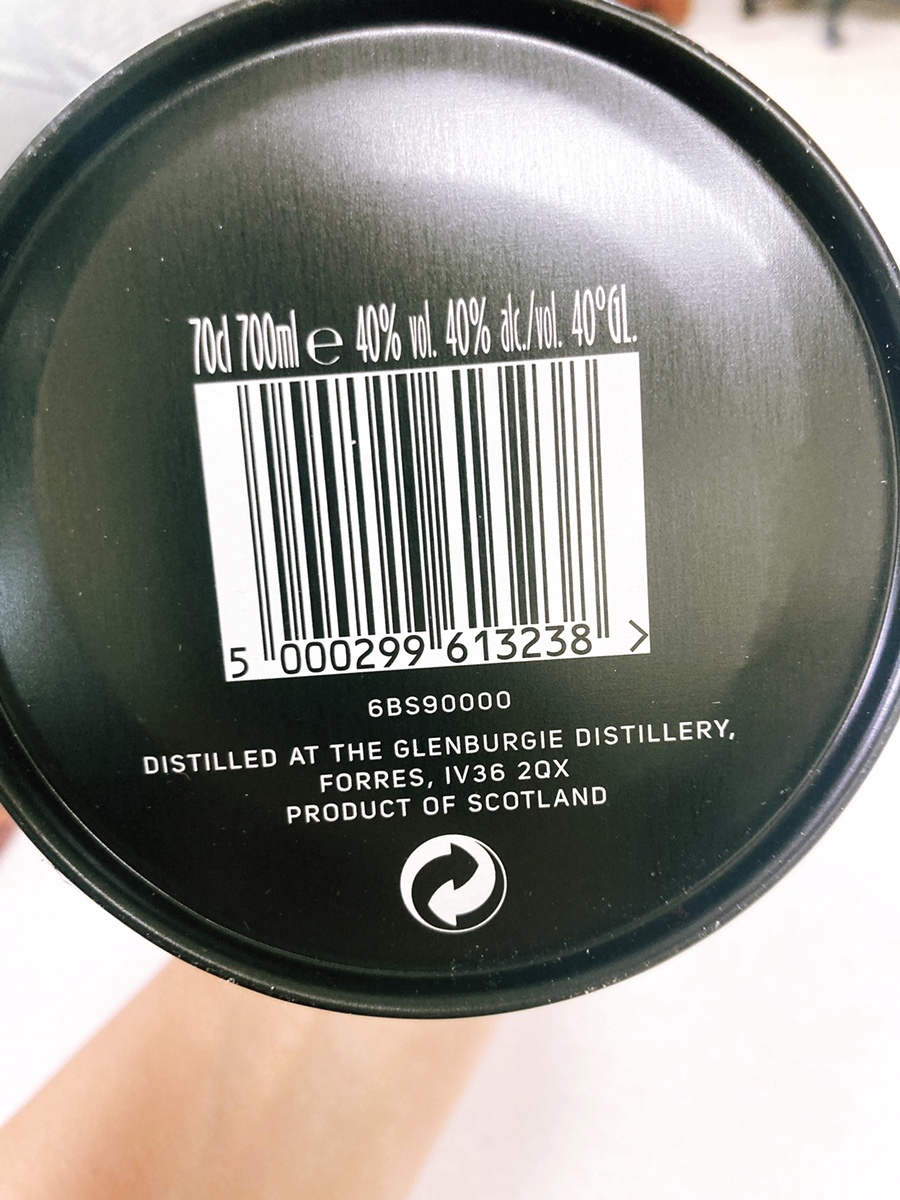 70cl 700ml ℮ 40% vol. 40% alc./vol. 40°GL.
5 000299 613238 >
6BS90000
DISTILLED AT THE GLENBURGIE DISTILLERY,
FORRES, IV36 2QX
PRODUCT OF SCOTLAND